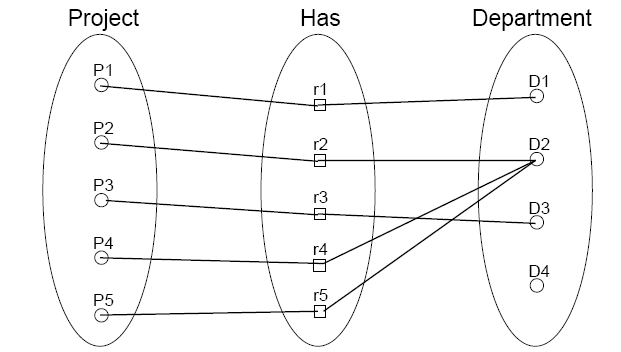 Project Has Department
P1 r1 D1
P2 r2 D2
P3 r3 D3
P4 r4 D4
P5 r5